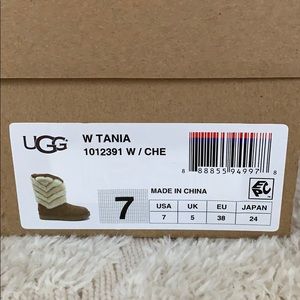 UGG
W TANIA
1012391 W / CHE
8 88855 94997 8
MADE IN CHINA
7
USA UK EU JAPAN
7 5 38 24